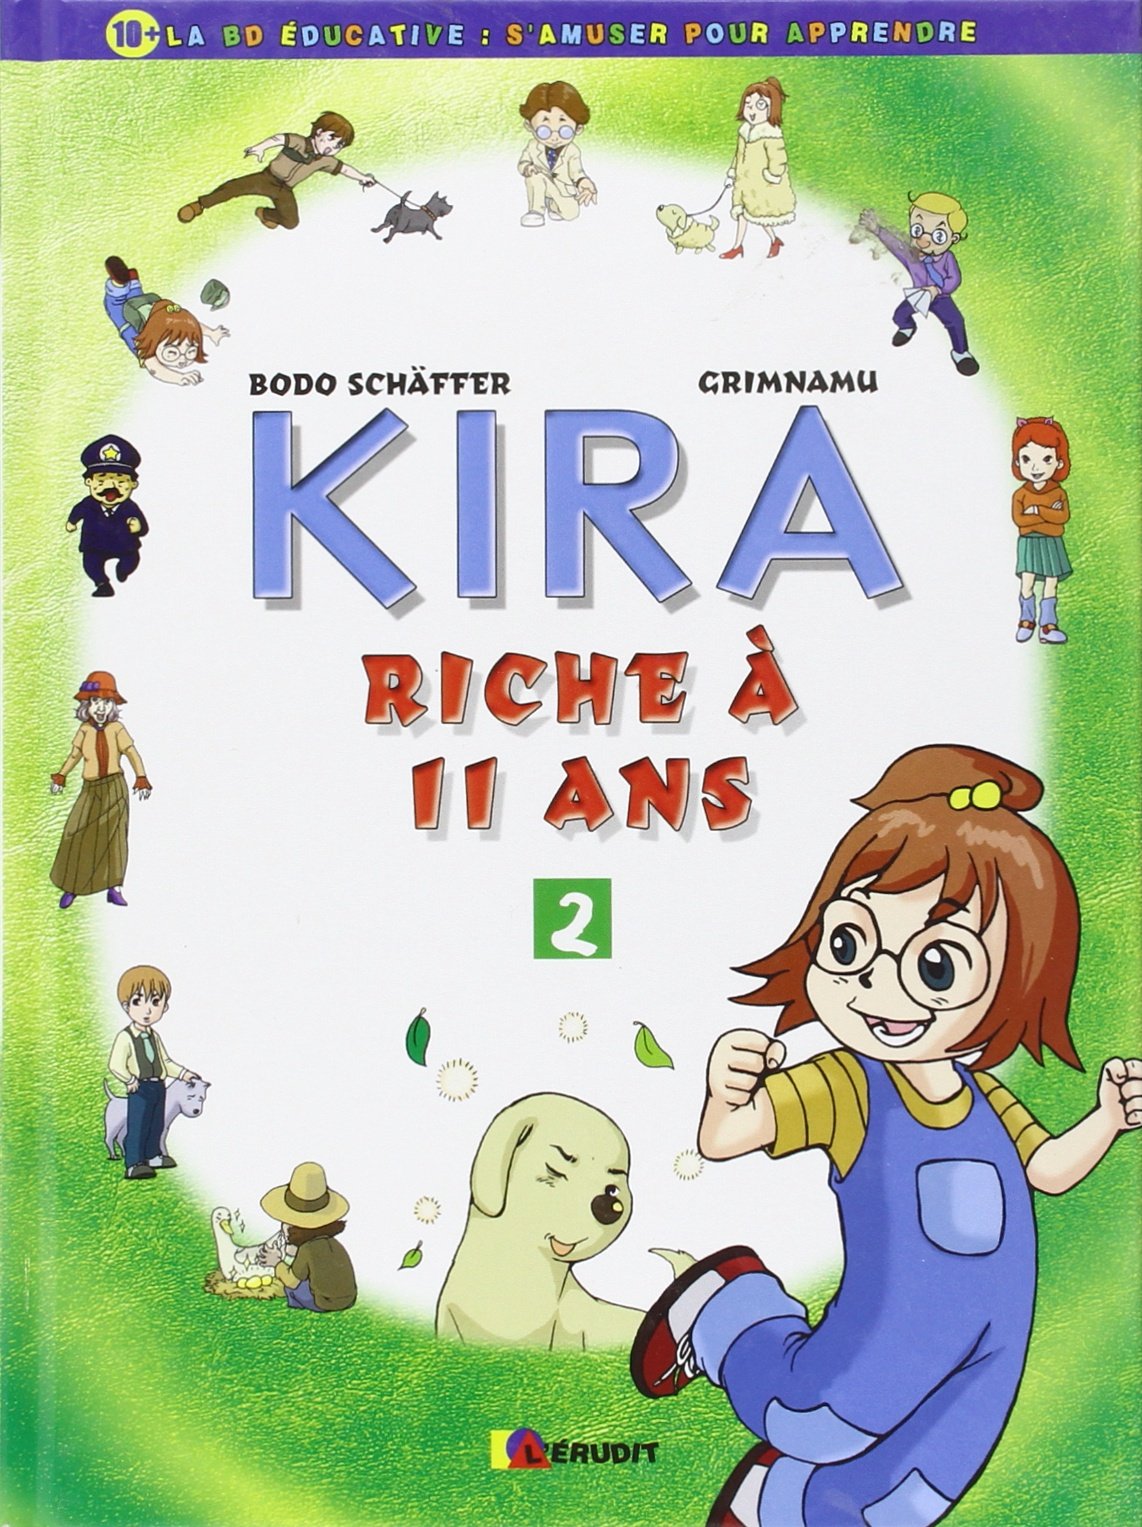 10+ LA BD ÉDUCATIVE : S'AMUSER POUR APPRENDRE
BODO SCHÄFFER GRIMNAMU
KIRA
RICHE À
11 ANS
2
L'ÉRUDIT